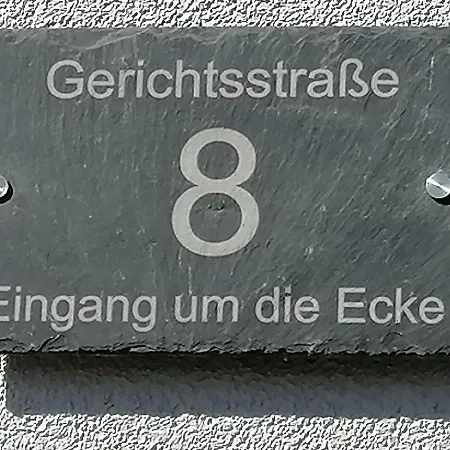 Gerichtsstraße
8
Eingang um die Ecke